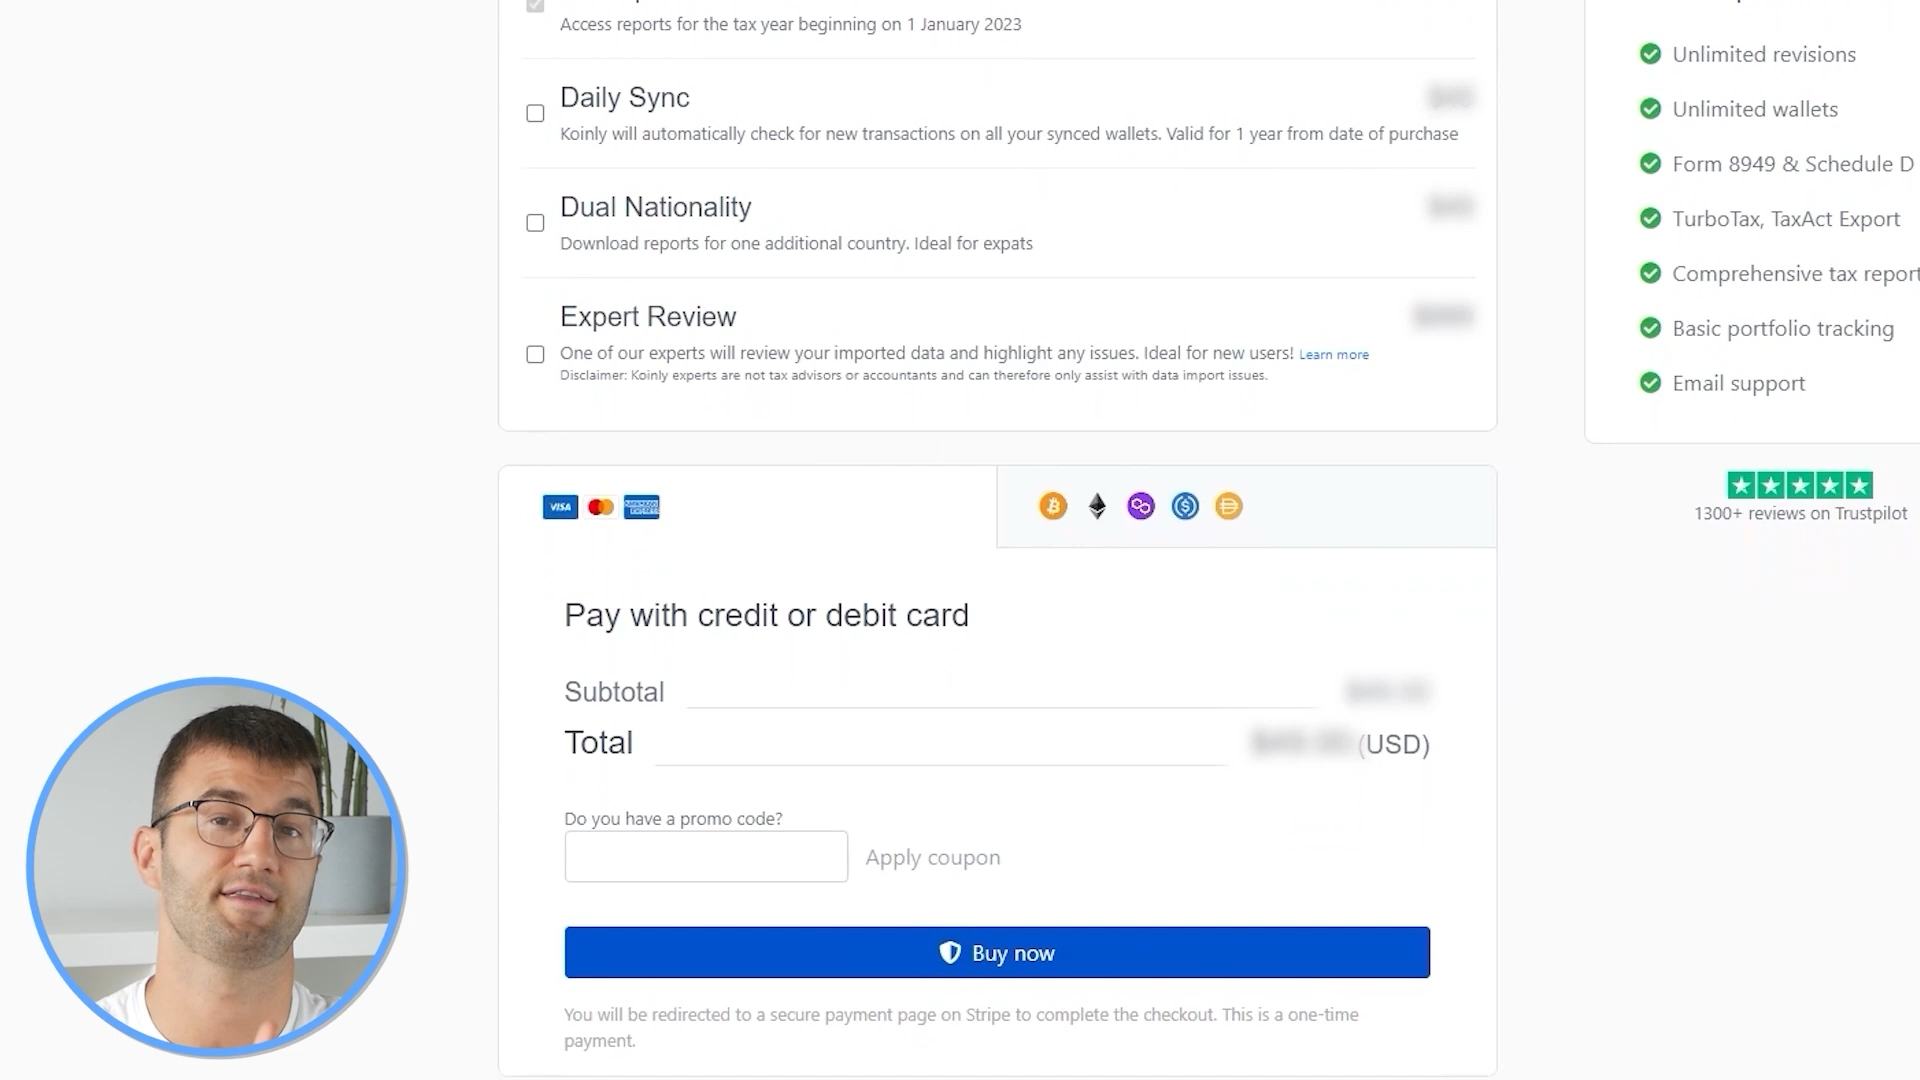 Access reports for the tax year beginning on 1 January 2023
Daily Sync
Koinly will automatically check for new transactions on all your synced wallets. Valid for 1 year from date of purchase
Dual Nationality
Download reports for one additional country. Ideal for expats
Expert Review
One of our experts will review your imported data and highlight any issues. Ideal for new users! Learn more
Disclaimer: Koinly experts are not tax advisors or accountants and can therefore only assist with data import issues.
Unlimited revisions
Unlimited wallets
Form 8949 & Schedule D
TurboTax, TaxAct Export
Comprehensive tax report
Basic portfolio tracking
Email support
1300+ reviews on Trustpilot
VISA
Pay with credit or debit card
Subtotal
Total
(USD)
Do you have a promo code?
Apply coupon
Buy now
You will be redirected to a secure payment page on Stripe to complete the checkout. This is a one-time
payment.